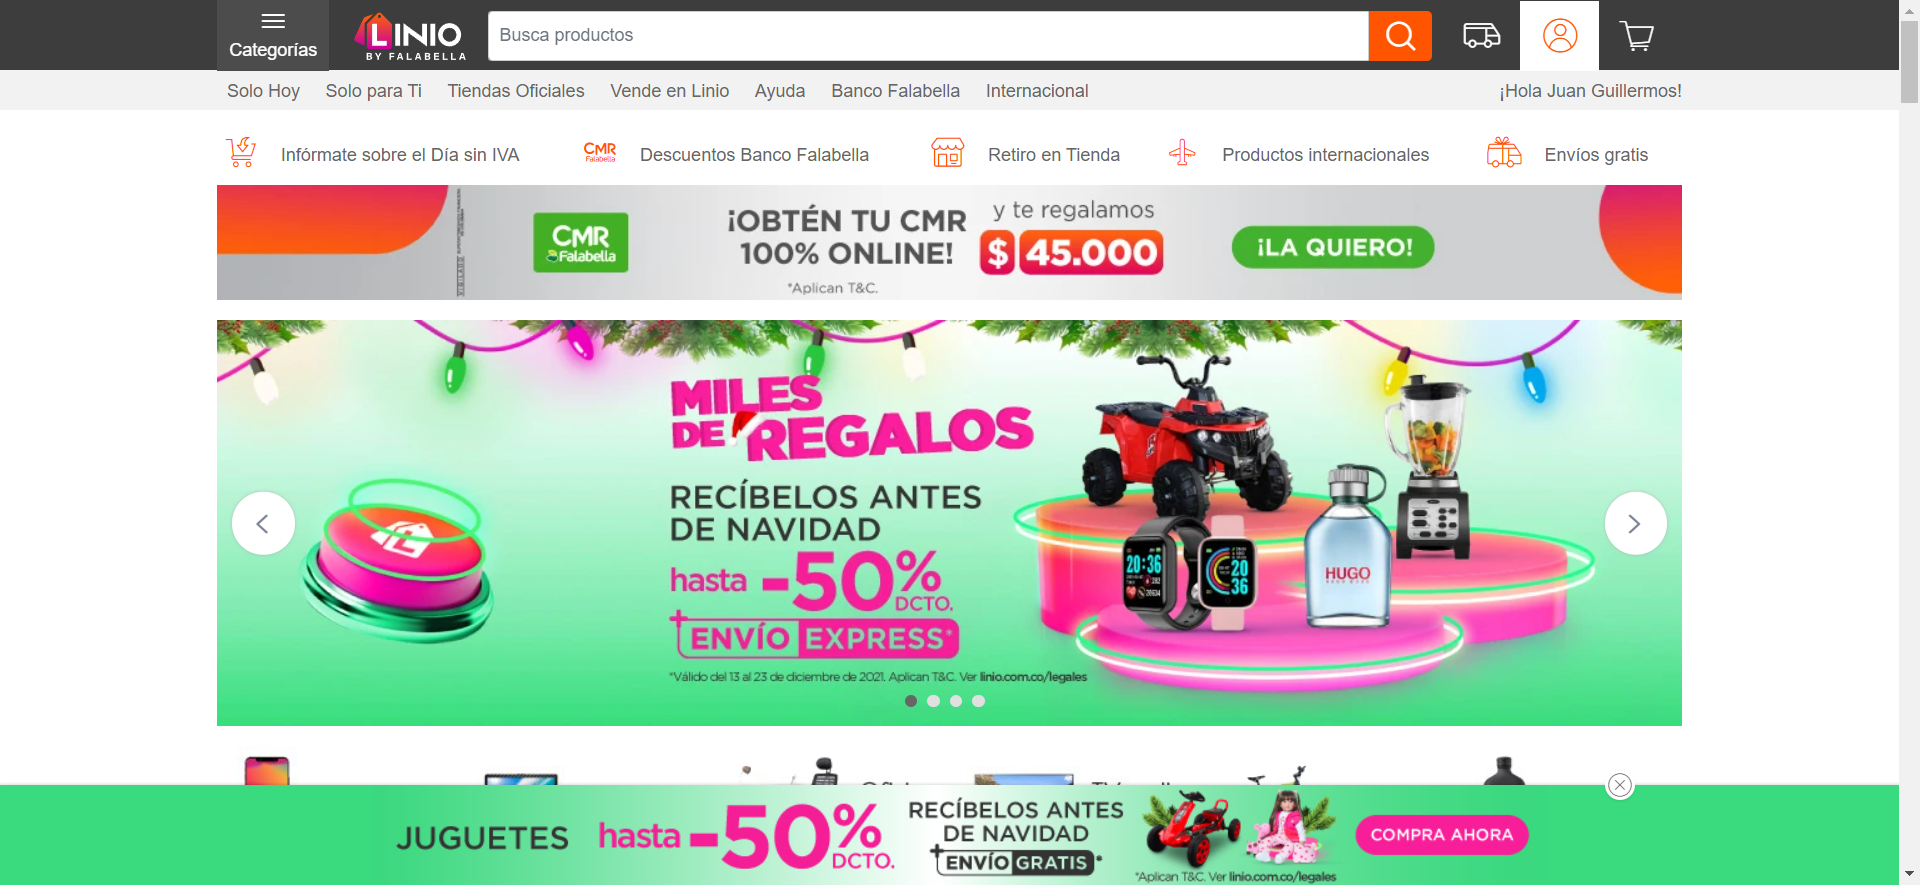 Categorías
LINIO
BY FALABELLA
Busca productos
Solo Hoy Solo para Ti Tiendas Oficiales Vende en Linio Ayuda Banco Falabella Internacional ¡Hola Juan Guillermos!
Infórmate sobre el Día sin IVA
CMR
Falabella
Descuentos Banco Falabella
Retiro en Tienda
Productos internacionales
Envíos gratis
VIGILADO
CMR
Falabella
¡OBTÉN TU CMR
100% ONLINE!
*Aplican T&C.
y te regalamos
$ 45.000
¡LA QUIERO!
MILES
DE REGALOS
RECÍBELOS ANTES
DE NAVIDAD
hasta -50%
DCTO.
+ENVÍO EXPRESS*
*Válido del 13 al 23 de diciembre de 2021. Aplican T&C. Ver linio.com.co/legales
20:36
20
36
HUGO
JUGUETES
hasta -50%
DCTO.
RECÍBELOS ANTES
DE NAVIDAD
+ENVÍO GRATIS*
*Aplican T&C. Ver linio.com.co/legales
COMPRA AHORA